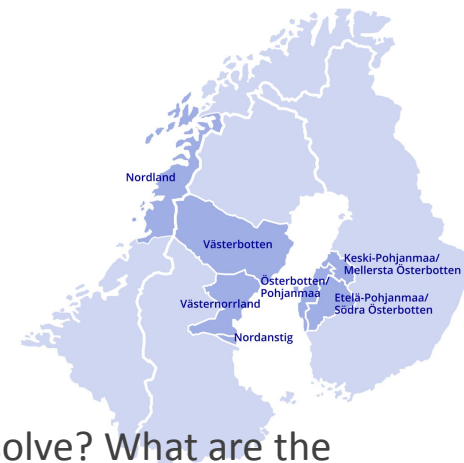 Nordland
Västerbotten
Keski-Pohjanmaa/
Mellersta Österbotten
Österbotten/
Pohjanmaa
Etelä-Pohjanmaa/
Södra Österbotten
Västernorrland
Nordanstig
olve? What are the